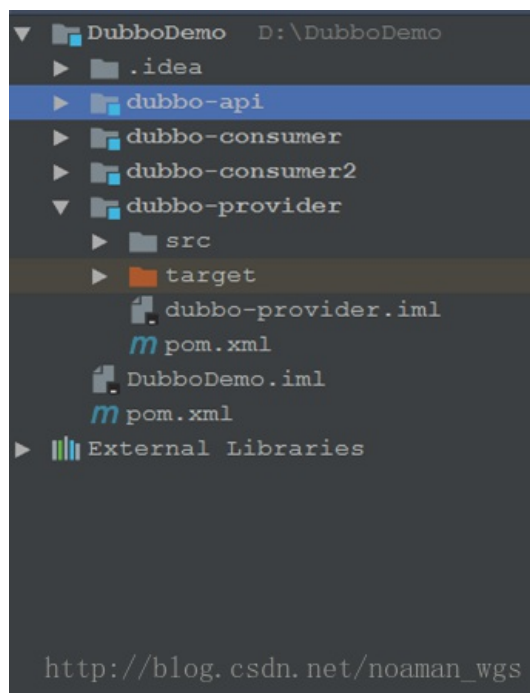 DubboDemo D:\DubboDemo
.idea
dubbo-api
dubbo-consumer
dubbo-consumer2
dubbo-provider
src
target
dubbo-provider.iml
pom.xml
DubboDemo.iml
pom.xml
External Libraries
http://blog.csdn.net/noaman_wgs